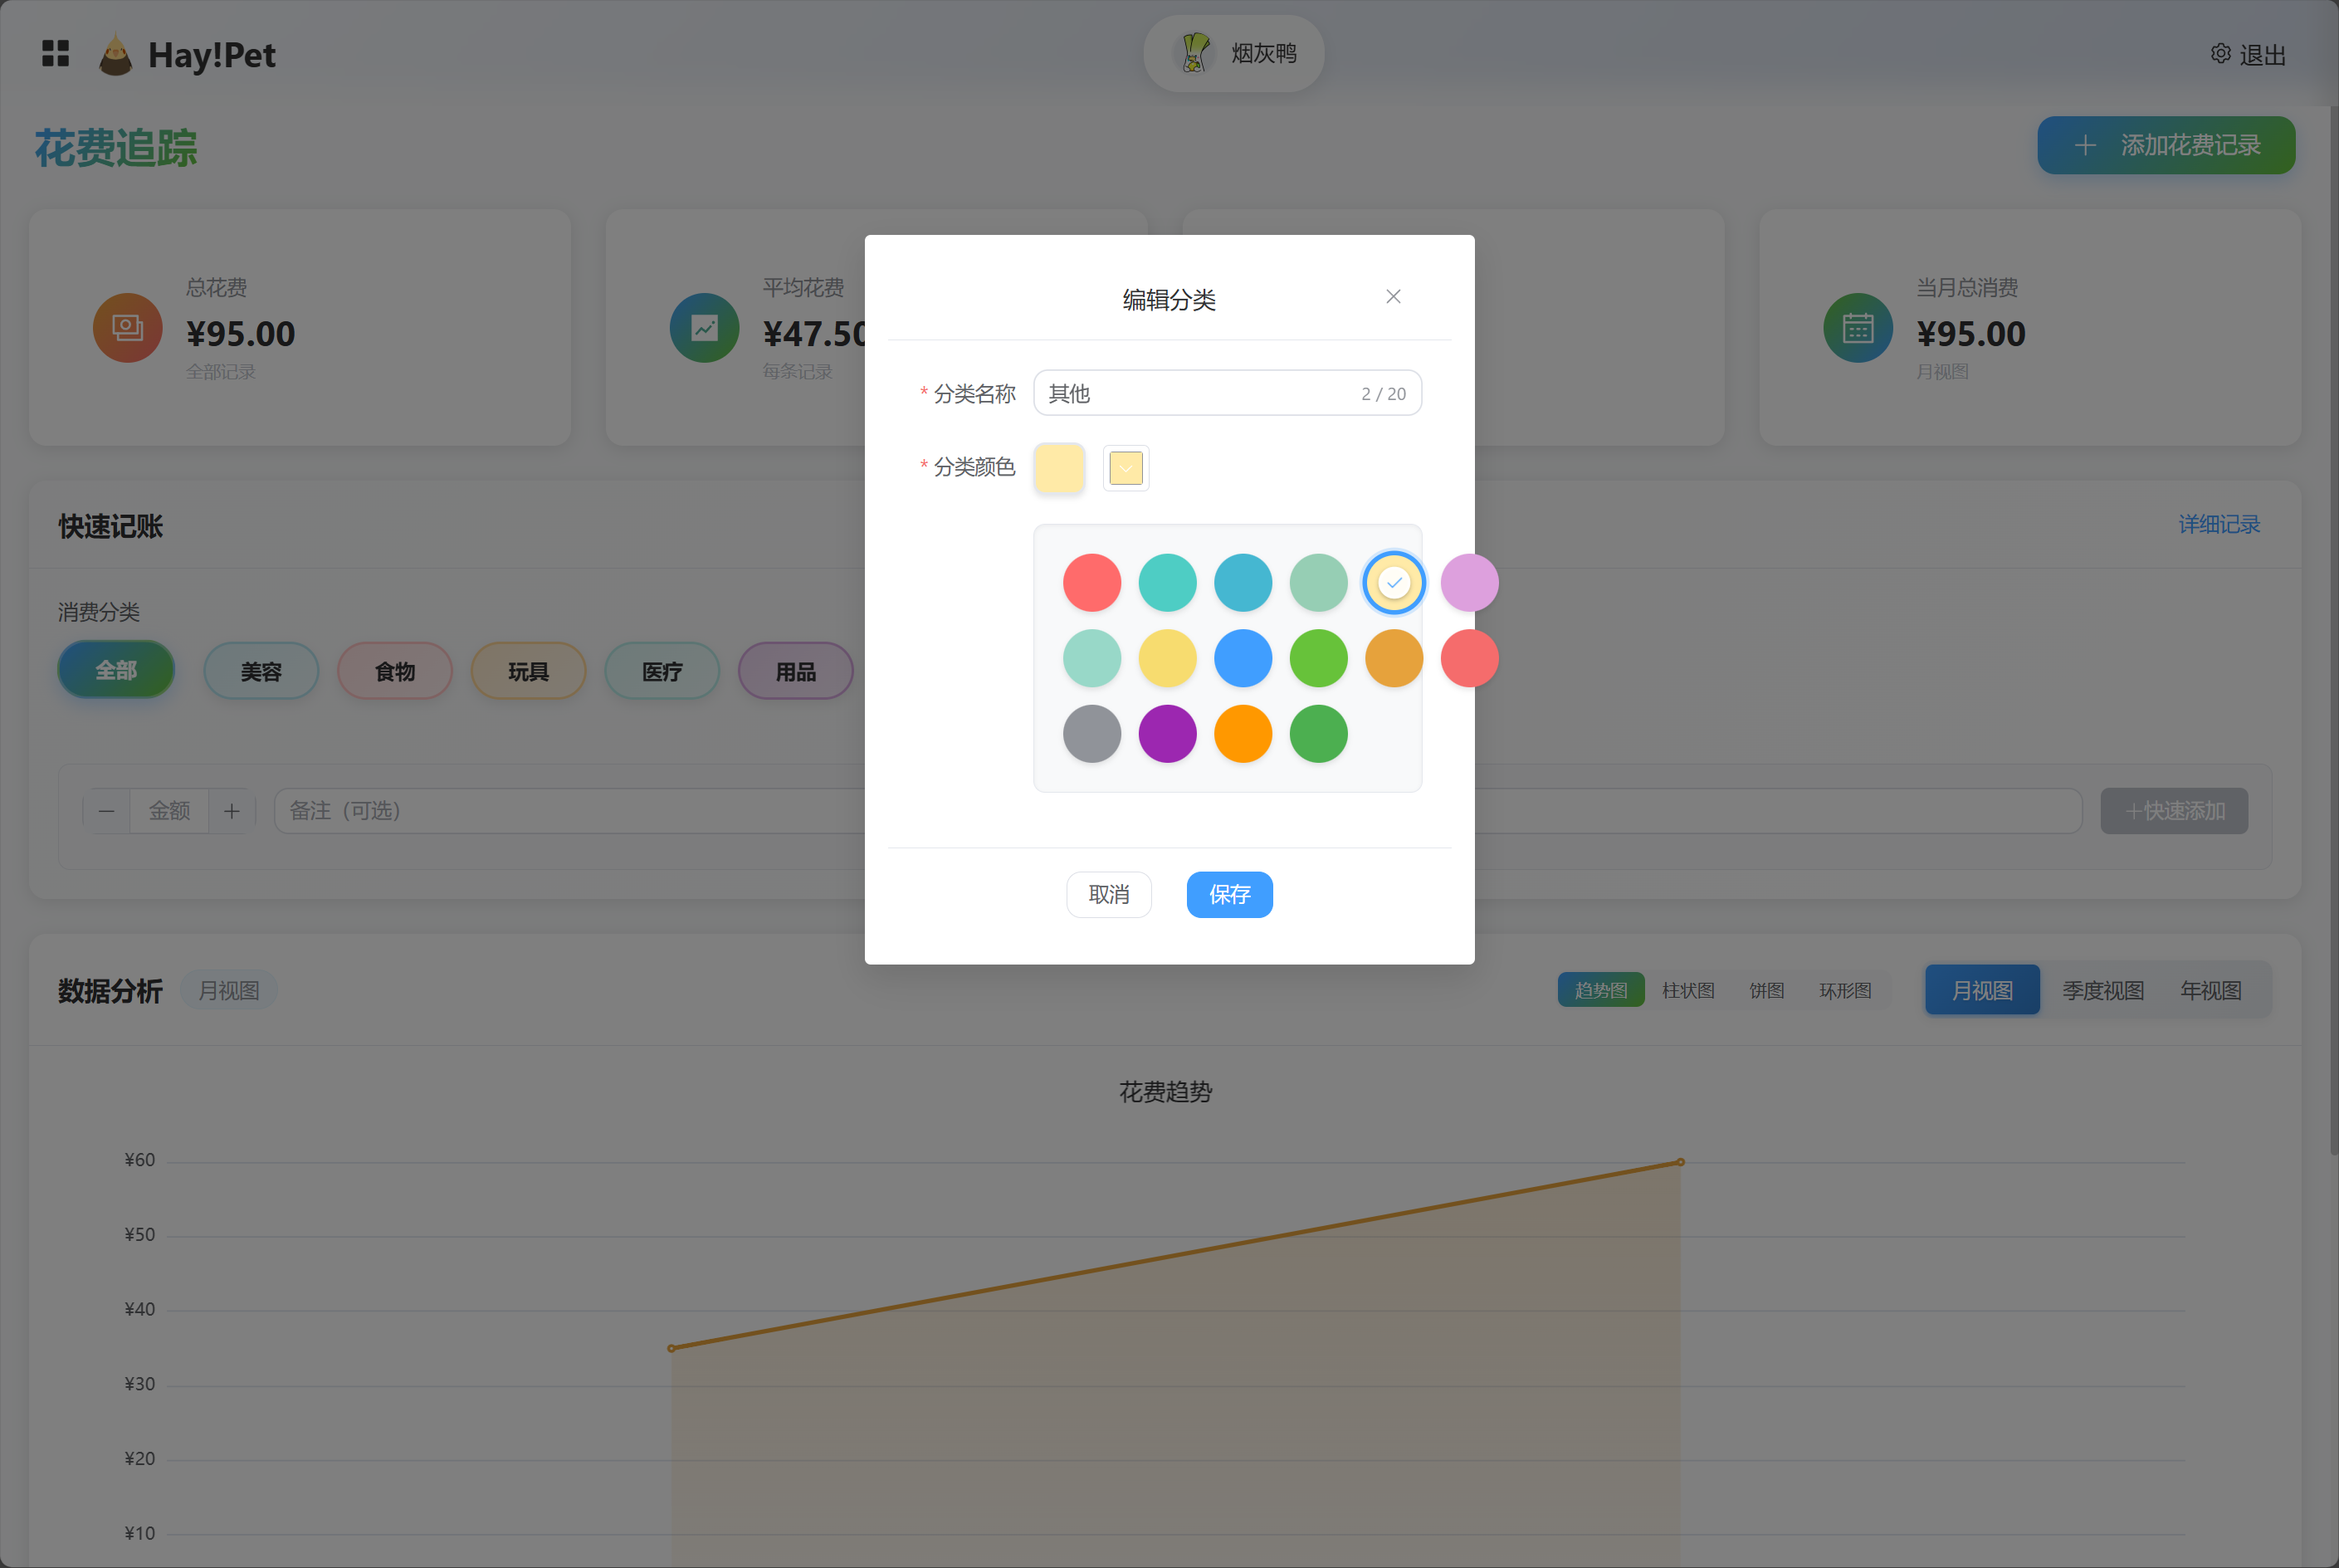 Hay!Pet
烟灰鸭
退出
花费追踪
添加花费记录
总花费
¥95.00
全部记录
平均花费
¥47.50
每条记录
当月总消费
¥95.00
月视图
编辑分类
* 分类名称
其他
2 / 20
* 分类颜色
取消
保存
快速记账
详细记录
消费分类
全部
美容
食物
玩具
医疗
用品
金额
备注（可选）
快速添加
数据分析
月视图
趋势图
柱状图
饼图
环形图
月视图
季度视图
年视图
花费趋势
¥60
¥50
¥40
¥30
¥20
¥10